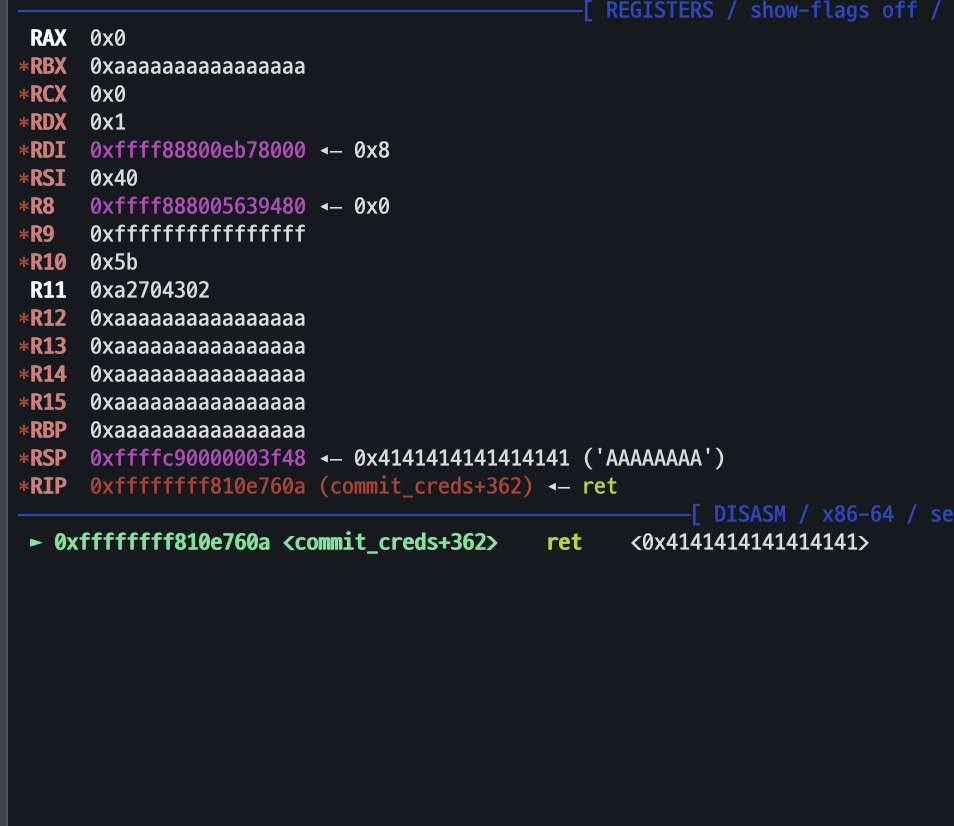 [ REGISTERS / show-flags off /
RAX 0x0
*RBX 0xaaaaaaaaaaaaaaaa
*RCX 0x0
*RDX 0x1
*RDI 0xffff88800eb78000 ◂— 0x8
*RSI 0x40
*R8 0xffff888005639480 ◂— 0x0
*R9 0xffffffffffffffff
*R10 0x5b
R11 0xa2704302
*R12 0xaaaaaaaaaaaaaaaa
*R13 0xaaaaaaaaaaaaaaaa
*R14 0xaaaaaaaaaaaaaaaa
*R15 0xaaaaaaaaaaaaaaaa
*RBP 0xaaaaaaaaaaaaaaaa
*RSP 0xffffc90000003f48 ◂— 0x4141414141414141 ('AAAAAAAA')
*RIP 0xffffffff810e760a (commit_creds+362) ◂— ret
[ DISASM / x86-64 / se
► 0xffffffff810e760a <commit_creds+362> ret <0x4141414141414141>